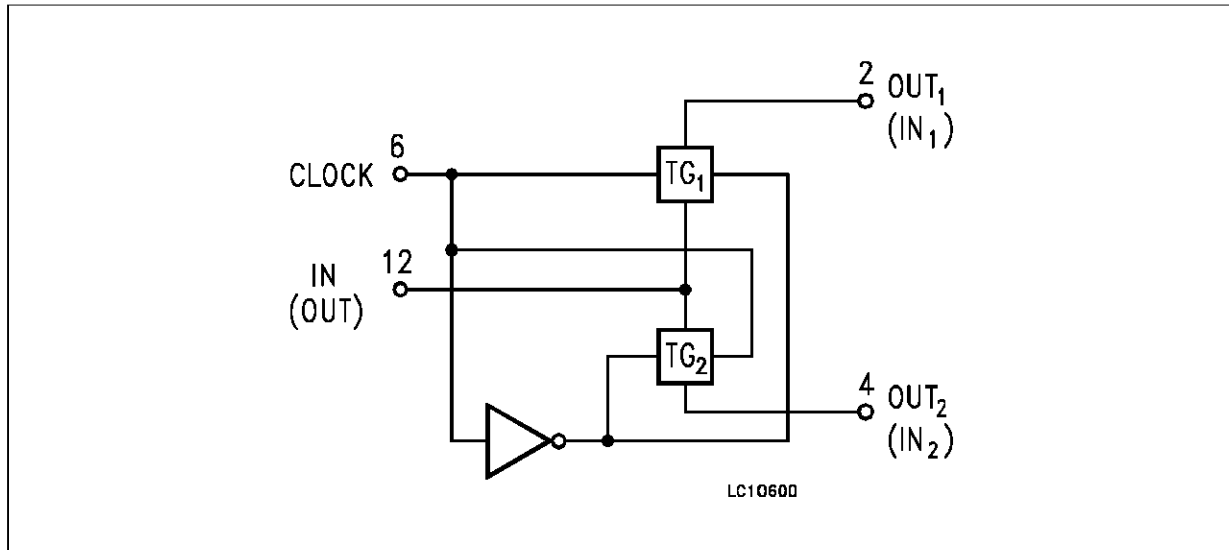 2 OUT₁
(IN₁)
6
CLOCK
TG₁
12
IN
(OUT)
TG₂
4 OUT₂
(IN₂)
LC10600